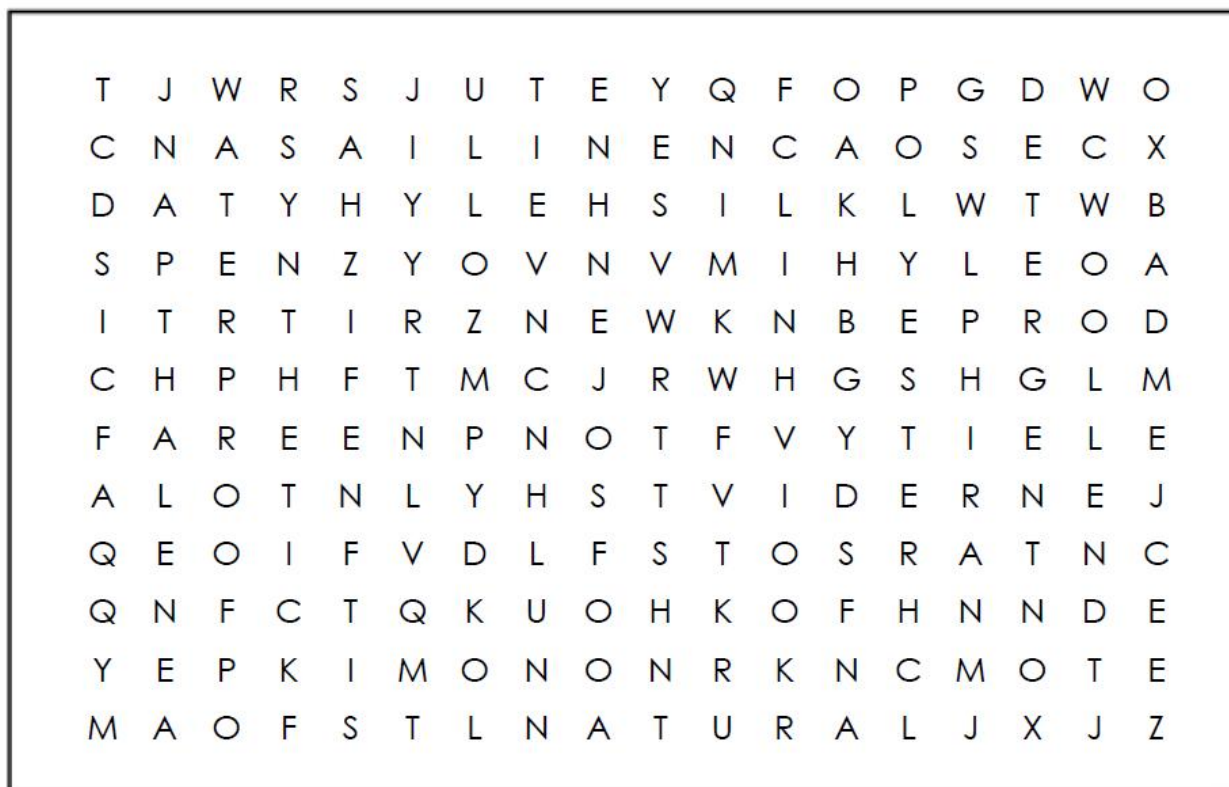 T J W R S J U T E Y Q F O P G D W O
C N A S A I L I N E N C A O S E C X
D A T Y H Y L E H S I L K L W T W B
S P E N Z Y O V N V M I H Y L E O A
I T R T I R Z N E W K N B E P R O D
C H P H F T M C J R W H G S H G L M
F A R E E N P N O T F V Y T I E L E
A L O T N L Y H S T V I D E R N E J
Q E O I F V D L F S T O S R A T N C
Q N F C T Q K U O H K O F H N N D E
Y E P K I M O N O N R K N C M O T E
M A O F S T L N A T U R A L J X J Z